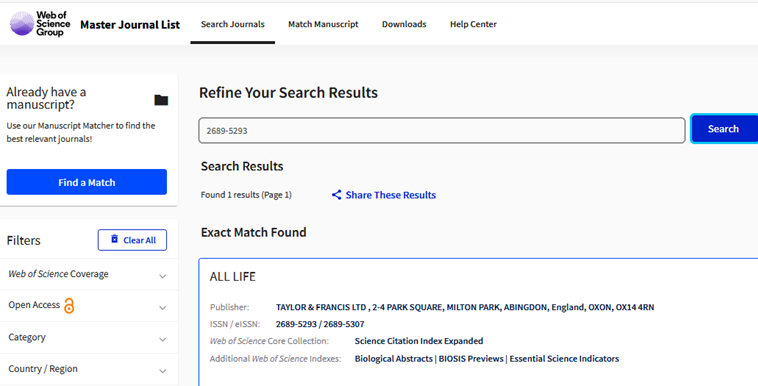 Web of
Science
Group
Master Journal List
Search Journals
Match Manuscript
Downloads
Help Center
Already have a
manuscript?
Use our Manuscript Matcher to find the
best relevant journals!
Find a Match
Filters
Clear All
Web of Science Coverage
Open Access
Category
Country / Region
Refine Your Search Results
2689-5293
Search
Search Results
Found 1 results (Page 1)
Share These Results
Exact Match Found
ALL LIFE
Publisher: TAYLOR & FRANCIS LTD , 2-4 PARK SQUARE, MILTON PARK, ABINGDON, England, OXON, OX14 4RN
ISSN / eISSN: 2689-5293 / 2689-5307
Web of Science Core Collection: Science Citation Index Expanded
Additional Web of Science Indexes: Biological Abstracts | BIOSIS Previews | Essential Science Indicators